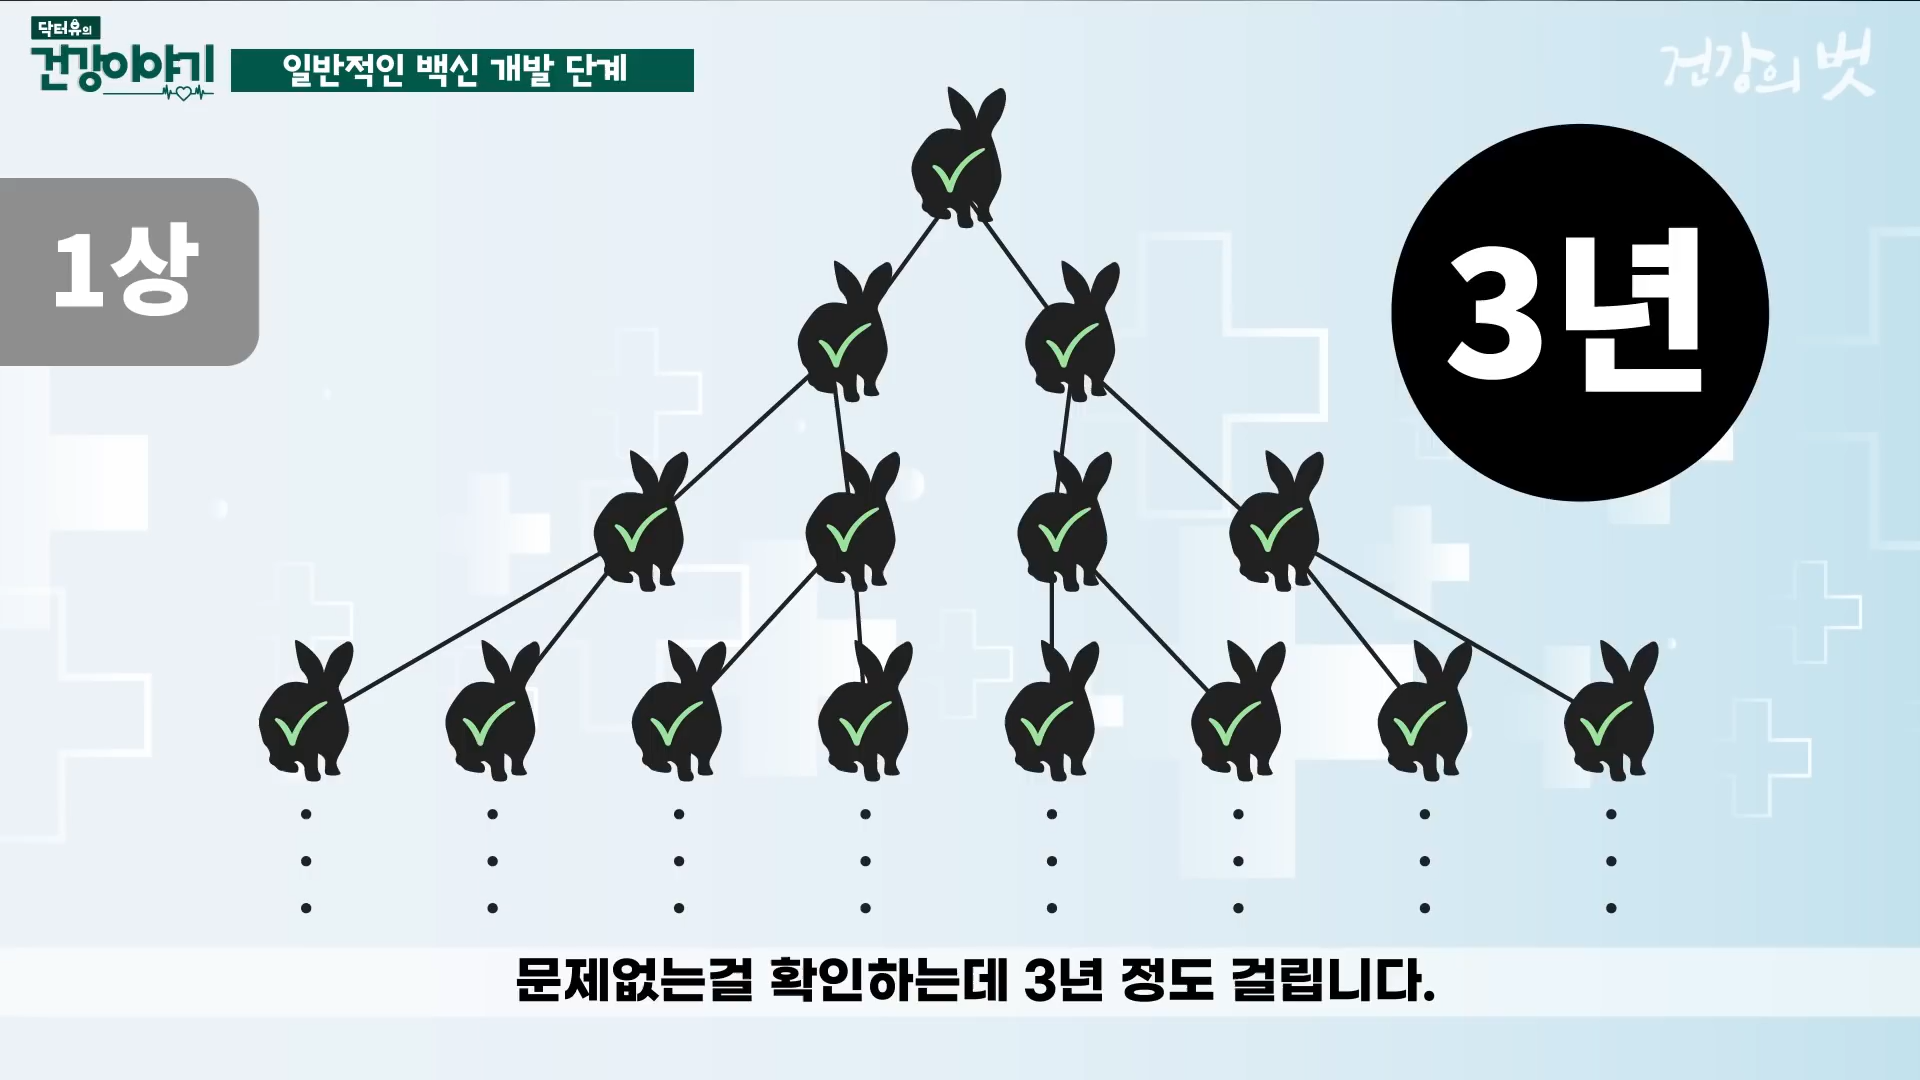 닥터유의
건강이야기
일반적인 백신 개발 단계
건강의 벗
1상
3년
문제없는걸 확인하는데 3년 정도 걸립니다.